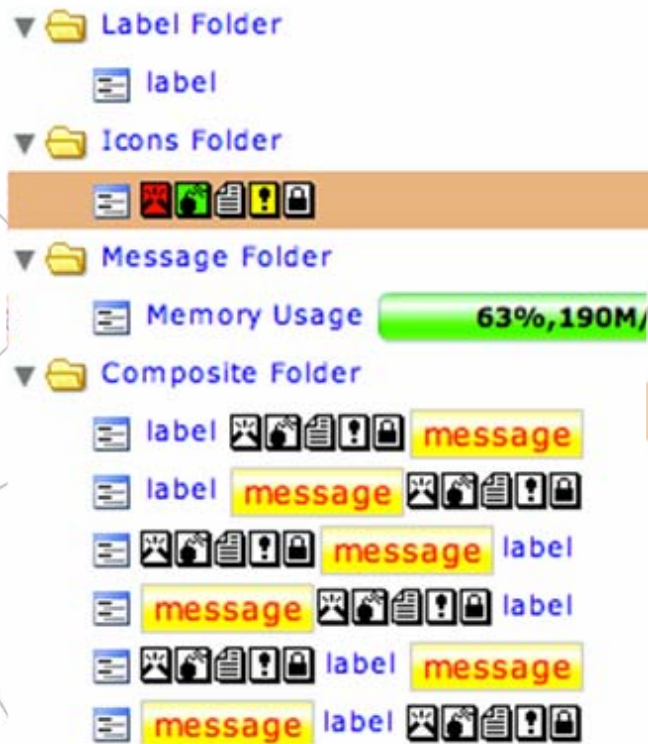 Label Folder
label
Icons Folder
Message Folder
Memory Usage 63%,190M/
Composite Folder
label message
label message
message label
message label
label message
message label